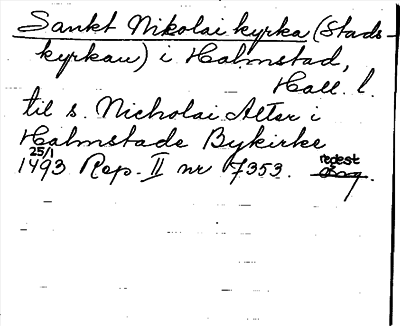 Sankt Nikolai kyrka (Stads-
kyrkan) i Halmstad,
Hall. l.
til s. Nicholai Alter i
Halmstade Bykirke
25/1
1493 Rep. II nr 7353. regest